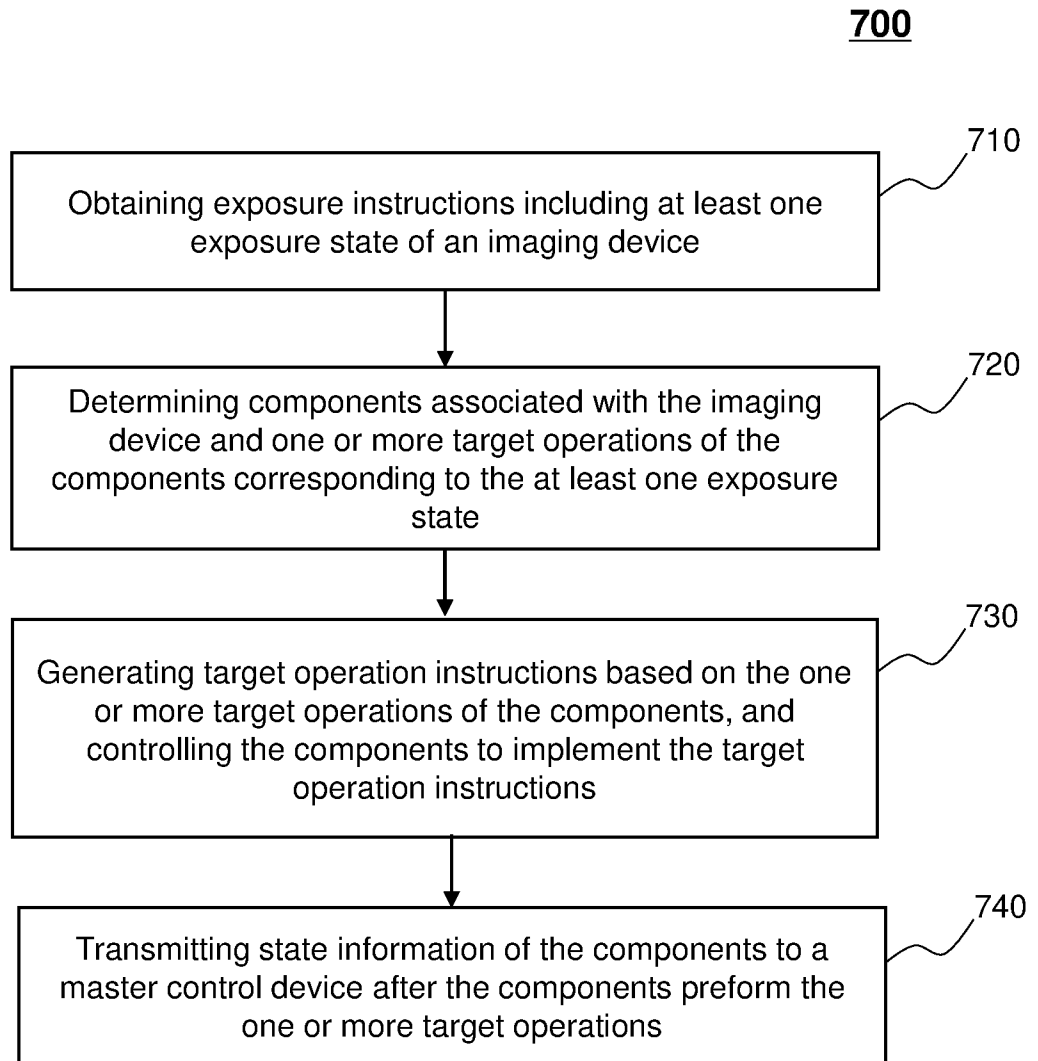 700
710
Obtaining exposure instructions including at least one
exposure state of an imaging device
720
Determining components associated with the imaging
device and one or more target operations of the
components corresponding to the at least one exposure
state
730
Generating target operation instructions based on the one
or more target operations of the components, and
controlling the components to implement the target
operation instructions
740
Transmitting state information of the components to a
master control device after the components preform the
one or more target operations